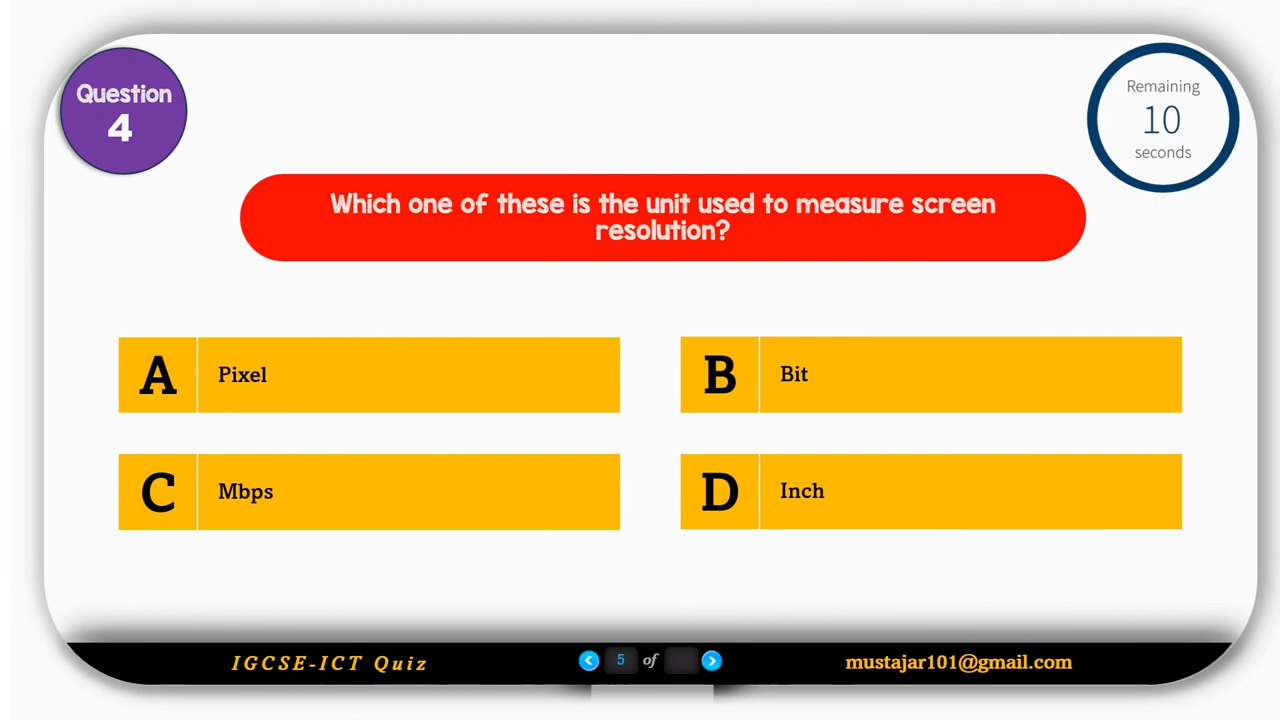 Question
4
Remaining
10
seconds
Which one of these is the unit used to measure screen
resolution?
A Pixel
B Bit
C Mbps
D Inch
IGCSE-ICT Quiz
5 of
mustajar101@gmail.com